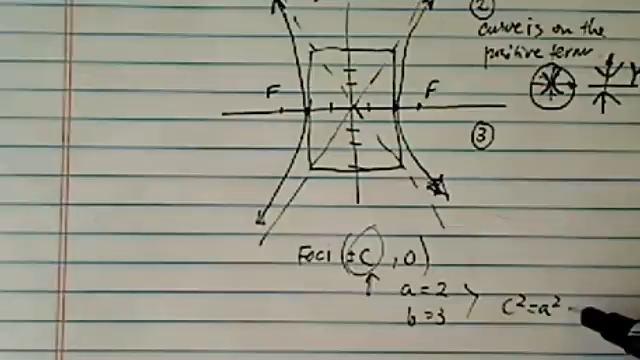 ②
curve is on the
positive term
F
F
③
Foci (±C, 0)
a = 2
b = 3
C² = a²